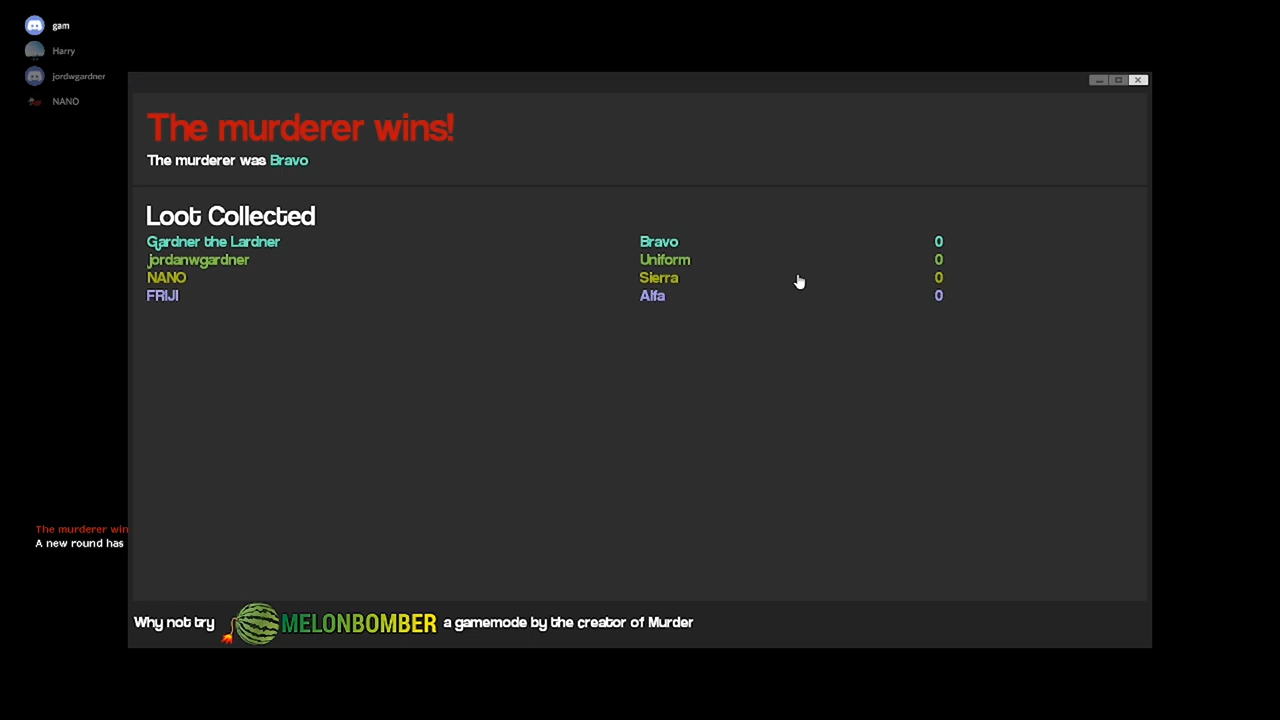 gam
Harry
jordwgardner
NANO
The murderer wins!
The murderer was Bravo
Loot Collected
Gardner the Lardner Bravo 0
jordanwgardner Uniform 0
NANO Sierra 0
FRIJI Alfa 0
The murderer win
A new round has
Why not try MELONBOMBER a gamemode by the creator of Murder